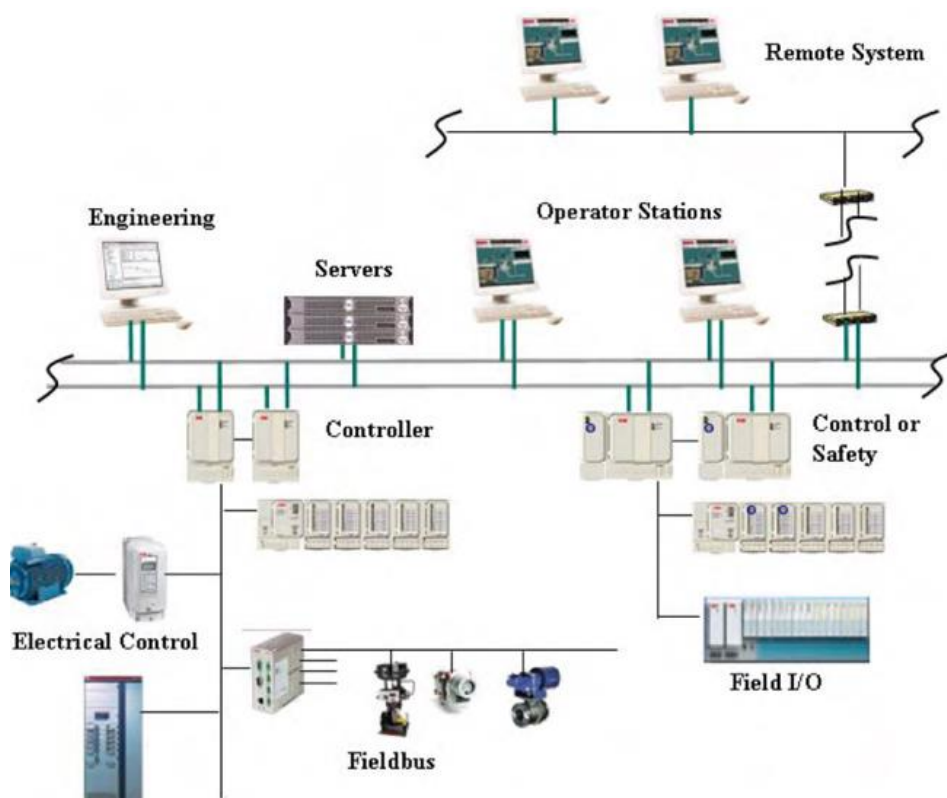 Remote System
Engineering
Operator Stations
Servers
Controller
Control or
Safety
Electrical Control
Field I/O
Fieldbus